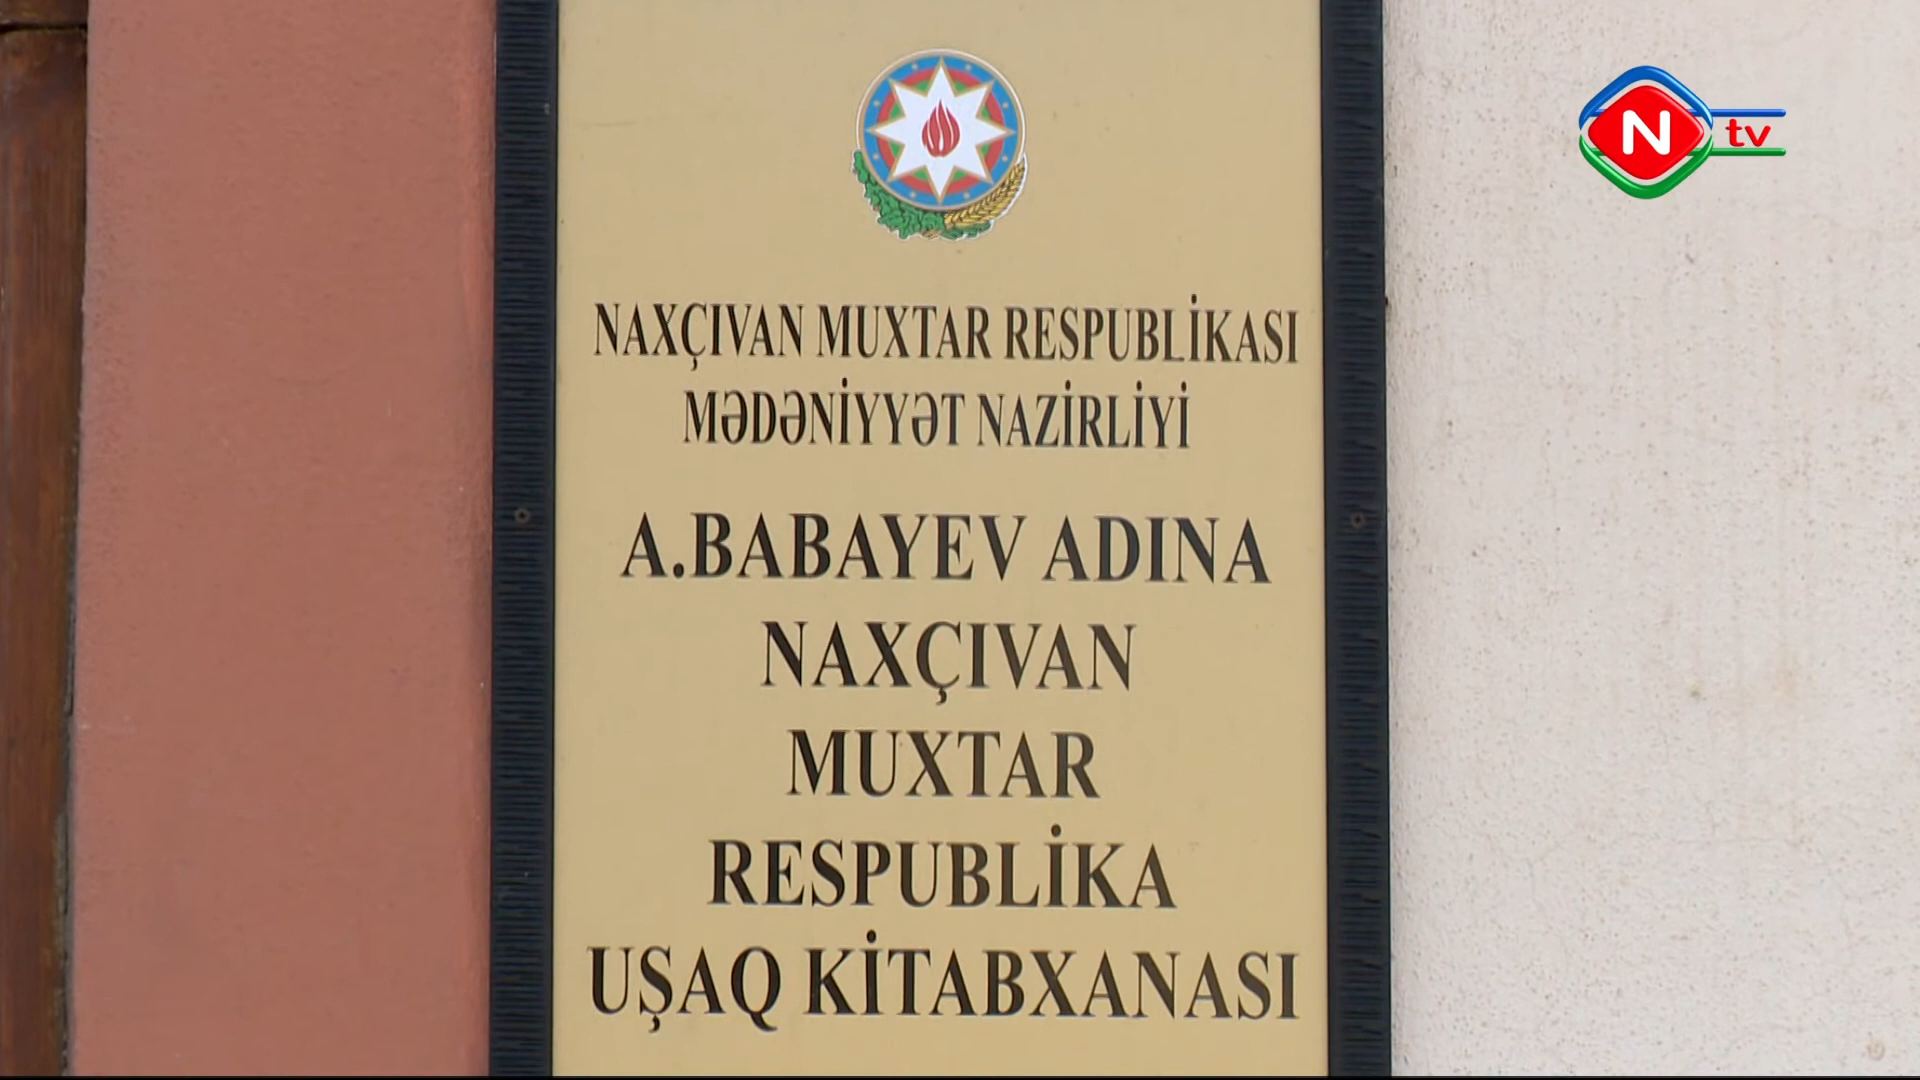 N tv
NAXÇIVAN MUXTAR RESPUBLİKASI
MƏDƏNİYYƏT NAZİRLİYİ
A.BABAYEV ADINA
NAXÇIVAN
MUXTAR
RESPUBLİKA
UŞAQ KİTABXANASI